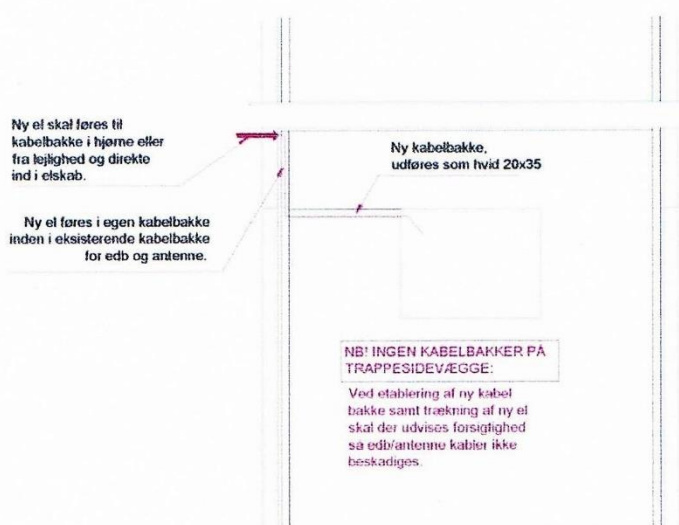 Ny el skal føres til
kabelbakke i hjørne eller
fra lejlighed og direkte
ind i elskab.
Ny kabelbakke,
udføres som hvid 20x35
Ny el føres i egen kabelbakke
inden i eksisterende kabelbakke
for edb og antenne.
NB! INGEN KABELBAKKER PÅ
TRAPPESIDEVÆGGE:
Ved etablering af ny kabel
bakke samt trækning af ny el
skal der udvises forsigtighed
så edb/antenne kabler ikke
beskadiges.